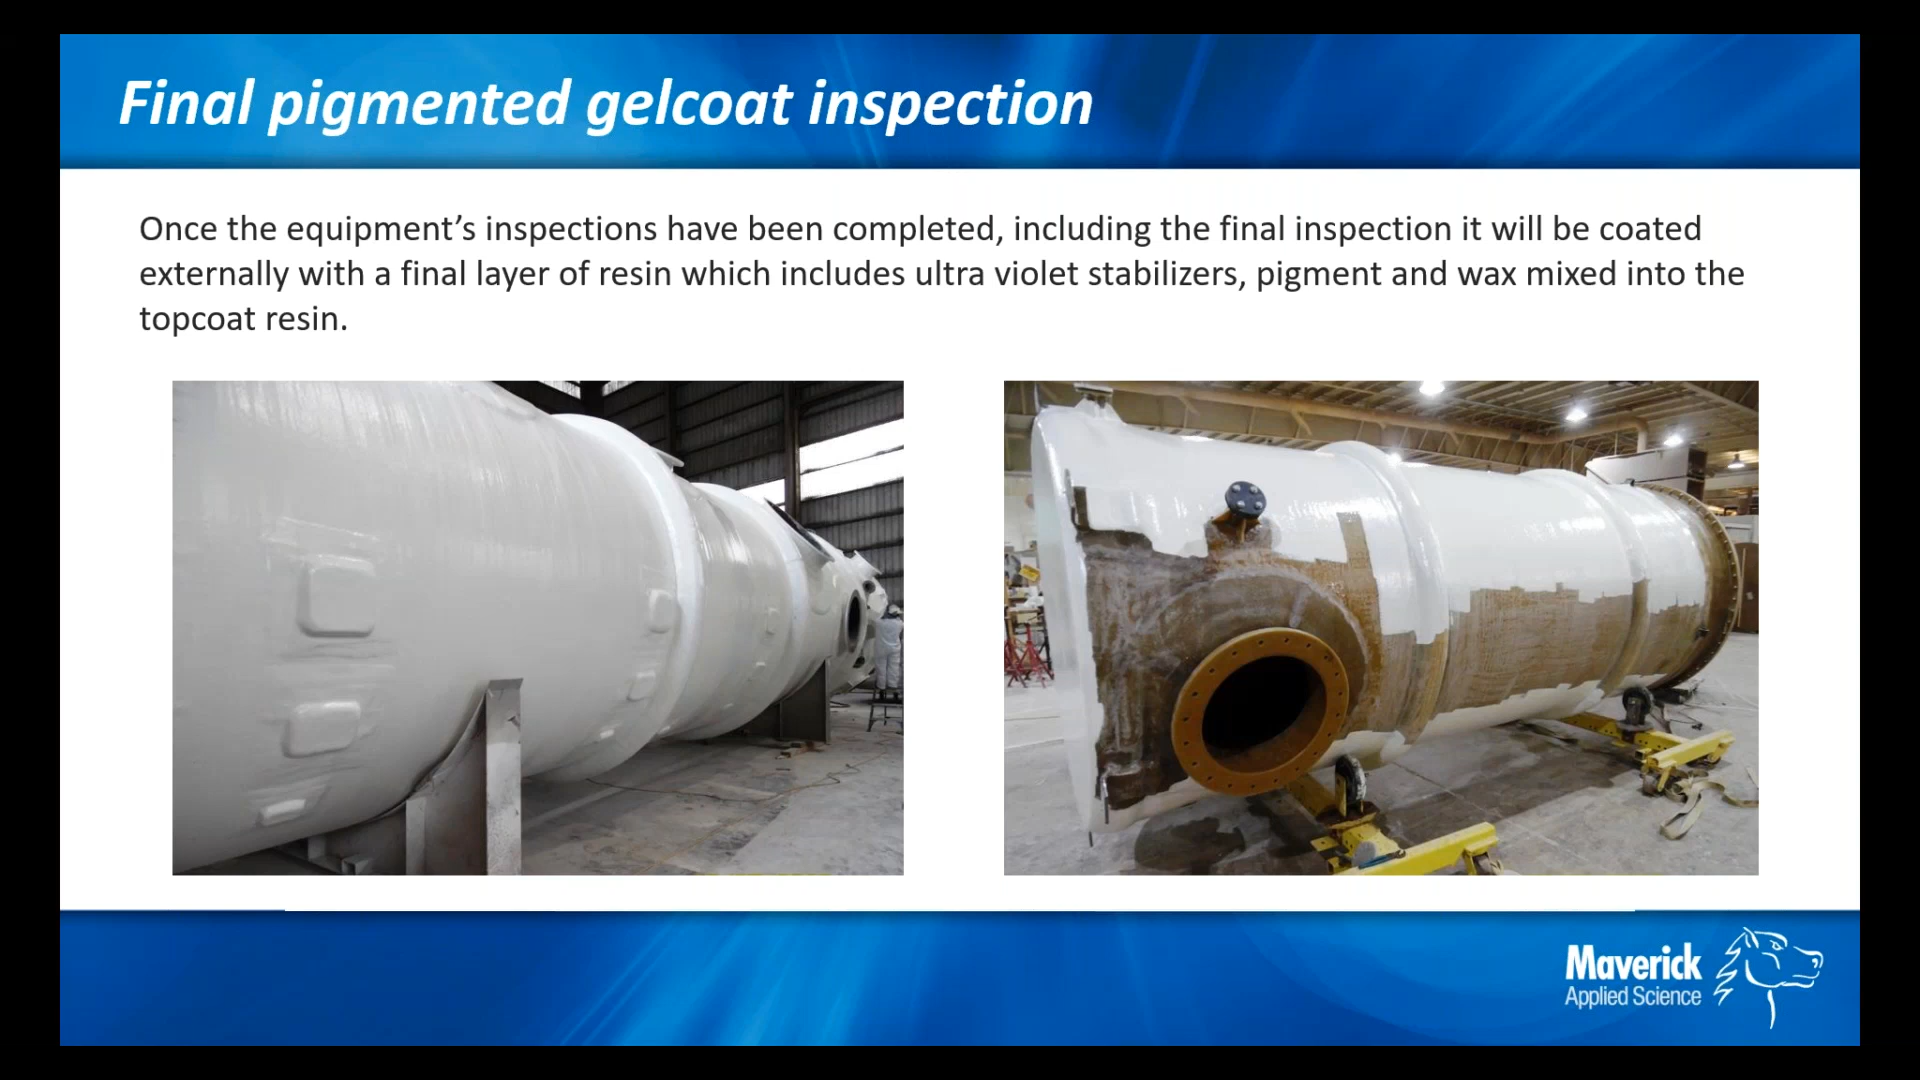 Final pigmented gelcoat inspection
Once the equipment’s inspections have been completed, including the final inspection it will be coated
externally with a final layer of resin which includes ultra violet stabilizers, pigment and wax mixed into the
topcoat resin.
Maverick
Applied Science